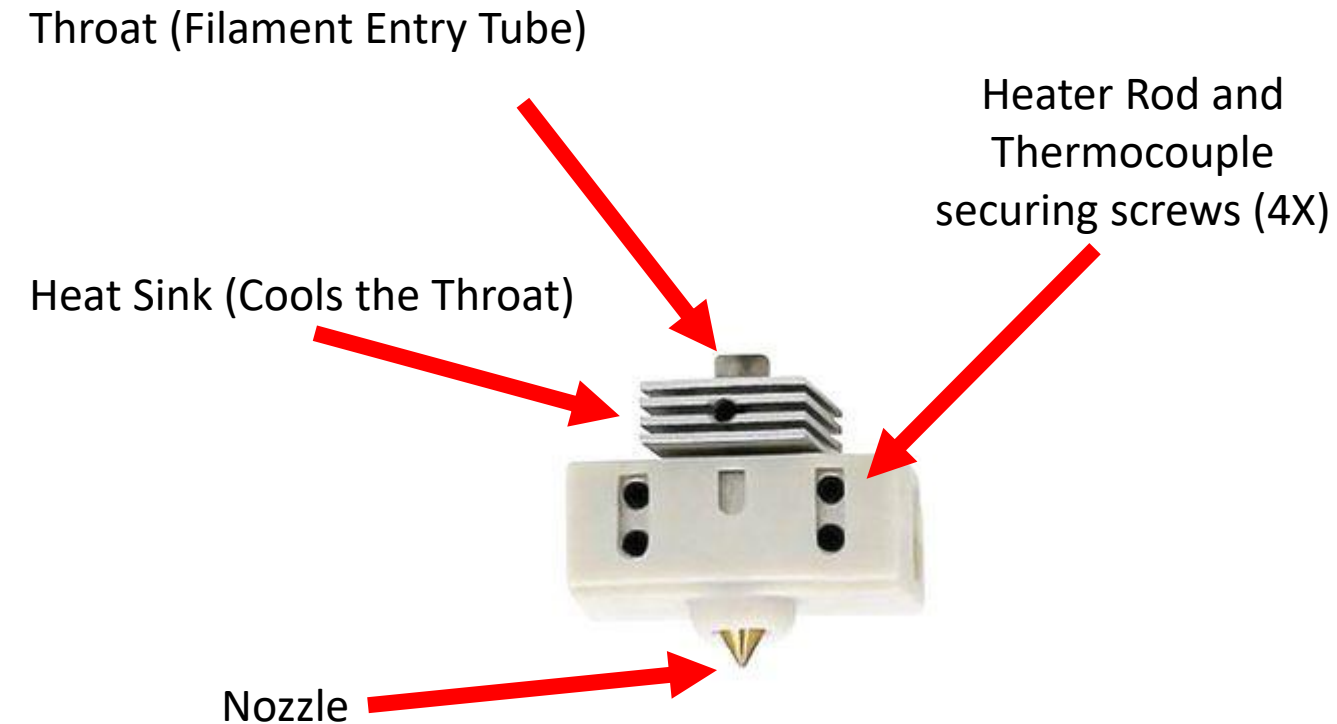 Throat (Filament Entry Tube)
Heater Rod and
Thermocouple
securing screws (4X)
Heat Sink (Cools the Throat)
Nozzle